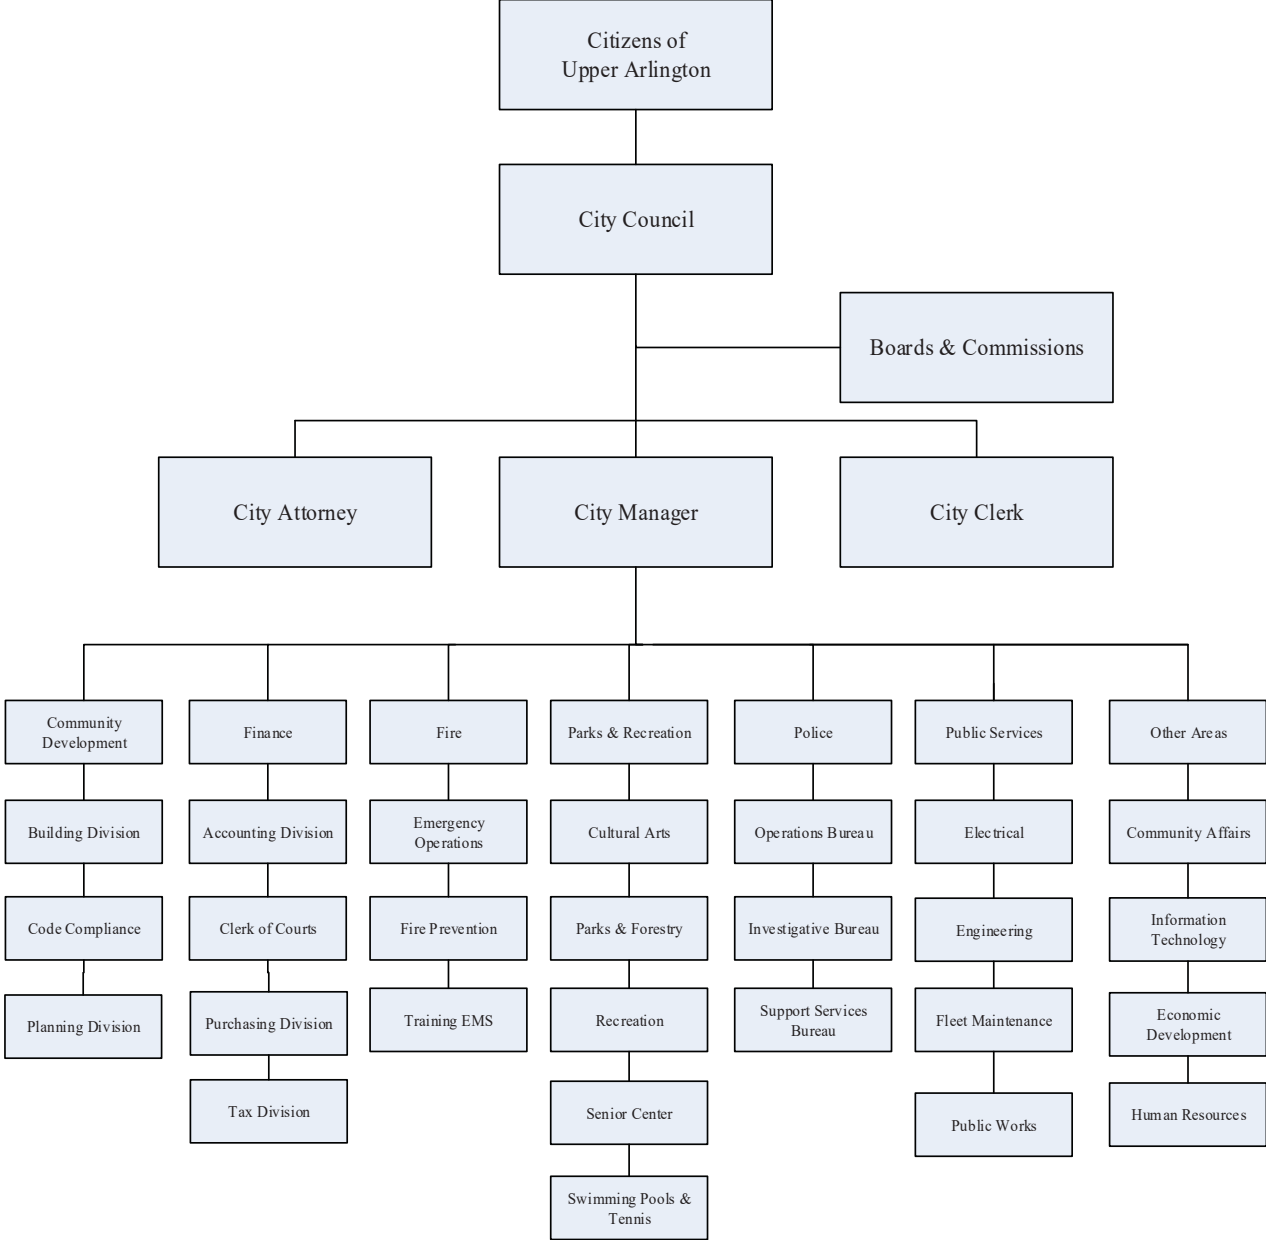 Citizens of
Upper Arlington
City Council
Boards & Commissions
City Attorney
City Manager
City Clerk
Community
Development
Finance
Fire
Parks & Recreation
Police
Public Services
Other Areas
Building Division
Accounting Division
Emergency
Operations
Cultural Arts
Operations Bureau
Electrical
Community Affairs
Code Compliance
Clerk of Courts
Fire Prevention
Parks & Forestry
Investigative Bureau
Engineering
Information
Technology
Planning Division
Purchasing Division
Training EMS
Recreation
Support Services
Bureau
Fleet Maintenance
Economic
Development
Tax Division
Senior Center
Public Works
Human Resources
Swimming Pools &
Tennis